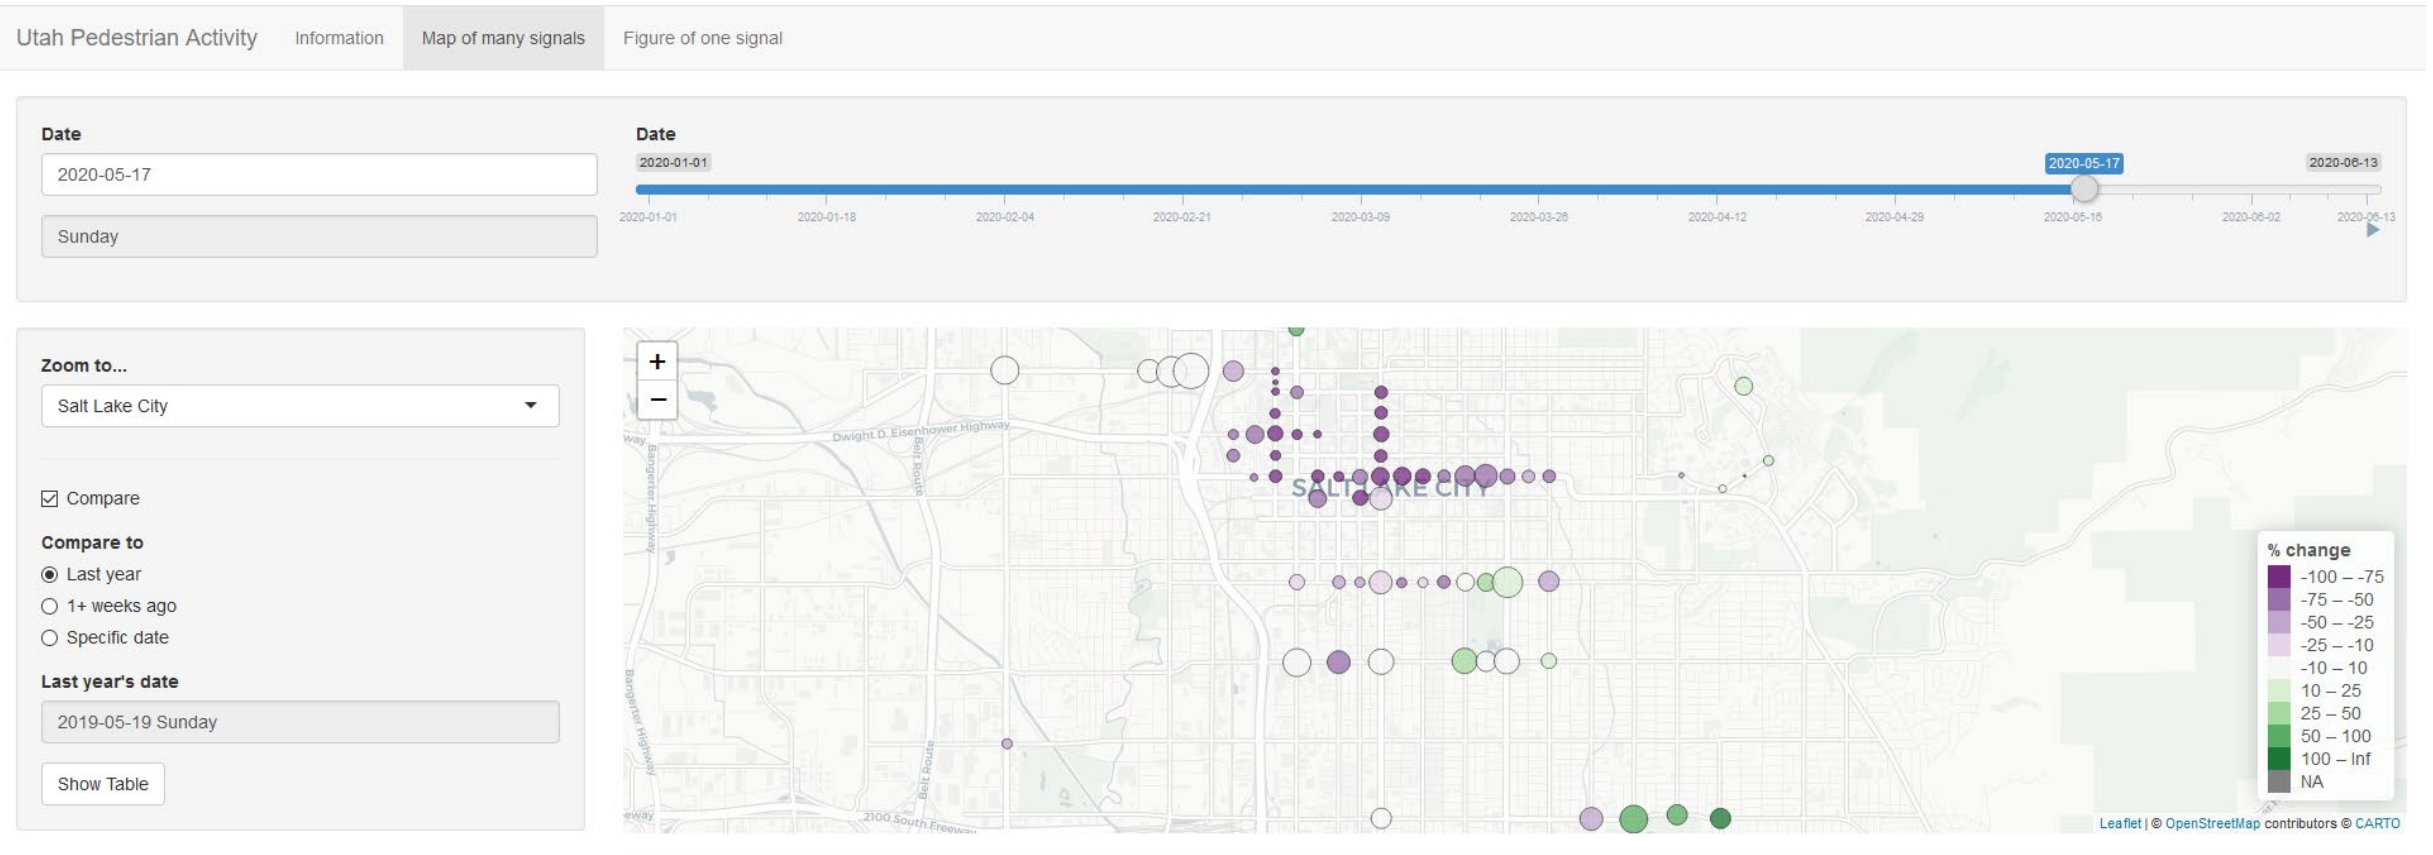 Utah Pedestrian Activity Information Map of many signals Figure of one signal
Date
2020-05-17
Sunday
Date
2020-01-01 2020-05-17 2020-06-13
2020-01-01 2020-01-18 2020-02-04 2020-02-21 2020-03-09 2020-03-26 2020-04-12 2020-04-29 2020-05-16 2020-06-02 2020-06-13
Zoom to...
Salt Lake City
Compare
Compare to
Last year
1+ weeks ago
Specific date
Last year's date
2019-05-19 Sunday
Show Table
+
−
way
Dwight D. Eisenhower Highway
Bangerter Highway
Belt Route
SALT LAKE CITY
Bangerter Highway
Belt Route
eway
2100 South Freeway
% change
-100 – -75
-75 – -50
-50 – -25
-25 – -10
-10 – 10
10 – 25
25 – 50
50 – 100
100 – Inf
NA
Leaflet | © OpenStreetMap contributors © CARTO